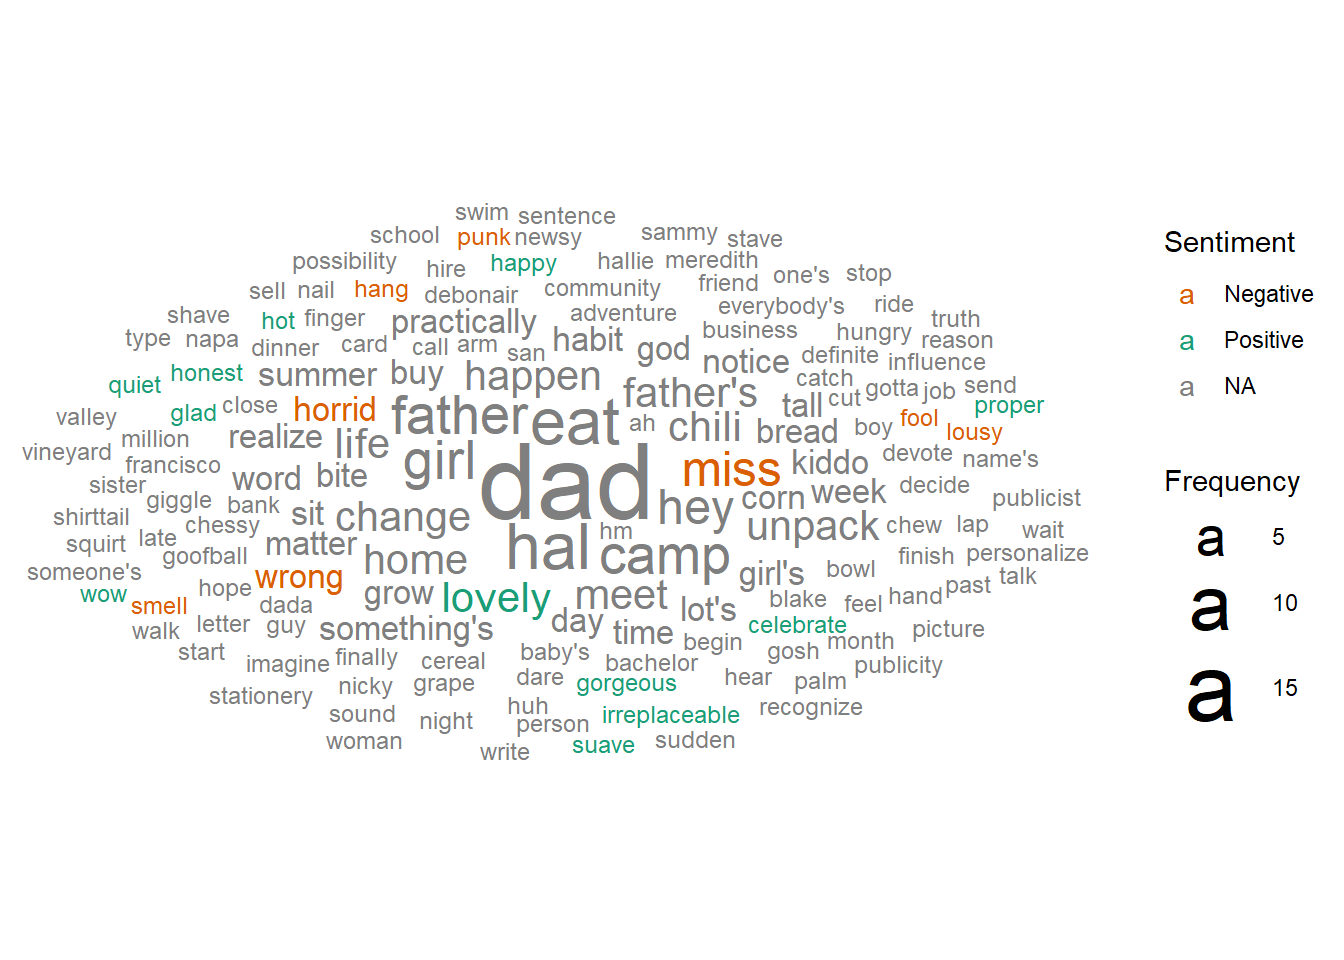 swim sentence
school punk newsy sammy stave
possibility hire happy hallie meredith one's stop
sell nail hang debonair community friend
shave hot finger practically adventure everybody's ride truth
type napa dinner card call arm san habit god business notice hungry reason
quiet honest summer buy happen father's definite influence
catch gotta job send
valley glad close horrid father eat ah chili tall cut fool proper
vineyard million realize life bread boy lousy
francisco word bite girl dad miss kiddo devote name's
sister giggle bank sit change hey corn week decide publicist
shirttail chessy hm unpack chew lap wait
squirt late goofball matter home hal camp finish personalize
someone's hope wrong girl's bowl past talk
wow smell dada grow lovely meet lot's blake feel hand
walk letter guy something's day time celebrate picture
start imagine finally cereal baby's begin gosh month
stationery nicky grape dare bachelor hear palm publicity
gorgeous
sound night huh person irreplaceable recognize
woman write suave sudden
Sentiment
a Negative
a Positive
a NA
Frequency
a 5
a 10
a 15